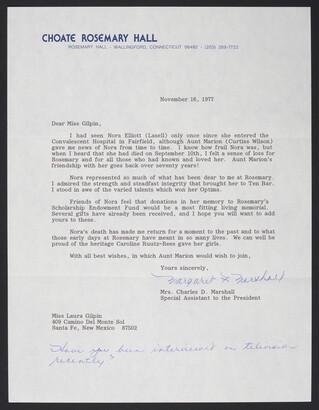 CHOATE ROSEMARY HALL
ROSEMARY HALL - WALLINGFORD, CONNECTICUT 06492 - (203) 269-7722
November 16, 1977
Dear Miss Gilpin,
I had seen Nora Elliott (Lasell) only once since she entered the
Convalescent Hospital in Fairfield, although Aunt Marion (Curtiss Wilson)
gave me news of Nora from time to time. I know how frail Nora was, but
when I heard that she had died on September 10th, I felt a sense of loss for
Rosemary and for all those who had known and loved her. Aunt Marion's
friendship with her goes back over seventy years!
Nora represented so much of what has been dear to me at Rosemary.
I admired the strength and steadfast integrity that brought her to Ten Bar.
I stood in awe of the varied talents which won her Optima.
Friends of Nora feel that donations in her memory to Rosemary's
Scholarship Endowment Fund would be a most fitting living memorial.
Several gifts have already been received, and I hope you will want to add
yours to these.
Nora's death has made me return for a moment to the past and to what
those early days at Rosemary have meant in so many lives. We can well be
proud of the heritage Caroline Ruutz-Rees gave her girls.
With all best wishes, in which Aunt Marion would wish to join,
Yours sincerely,
Margaret F. Marshall
Mrs. Charles D. Marshall
Special Assistant to the President
Miss Laura Gilpin
409 Camino Del Monte Sol
Santa Fe, New Mexico 87502
Have you been interviewed on television
recently?